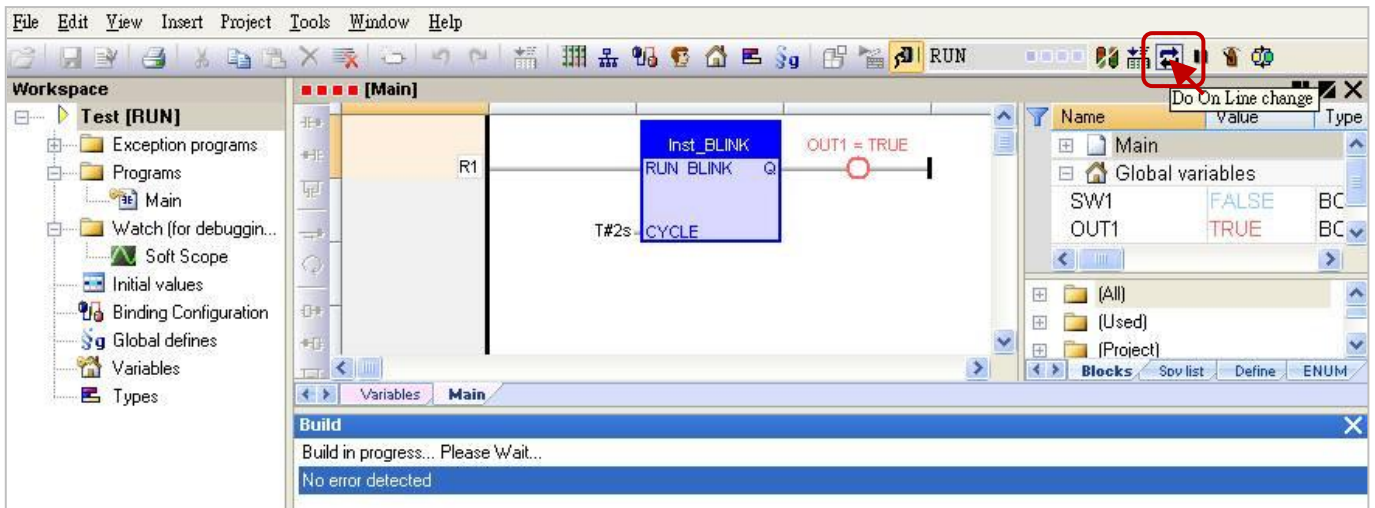 File Edit View Insert Project Tools Window Help
RUN
Workspace
Test [RUN]
Exception programs
Programs
Main
Watch (for debuggin...
Soft Scope
Initial values
Binding Configuration
Global defines
Variables
Types
[Main]
R1
Inst_BLINK
RUN BLINK Q
T#2s CYCLE
OUT1 = TRUE
Variables Main
Do On Line change
Name Value Type
Main
Global variables
SW1 FALSE BC
OUT1 TRUE BC
(All)
(Used)
(Project)
Blocks Spy list Define ENUM
Build
Build in progress... Please Wait...
No error detected